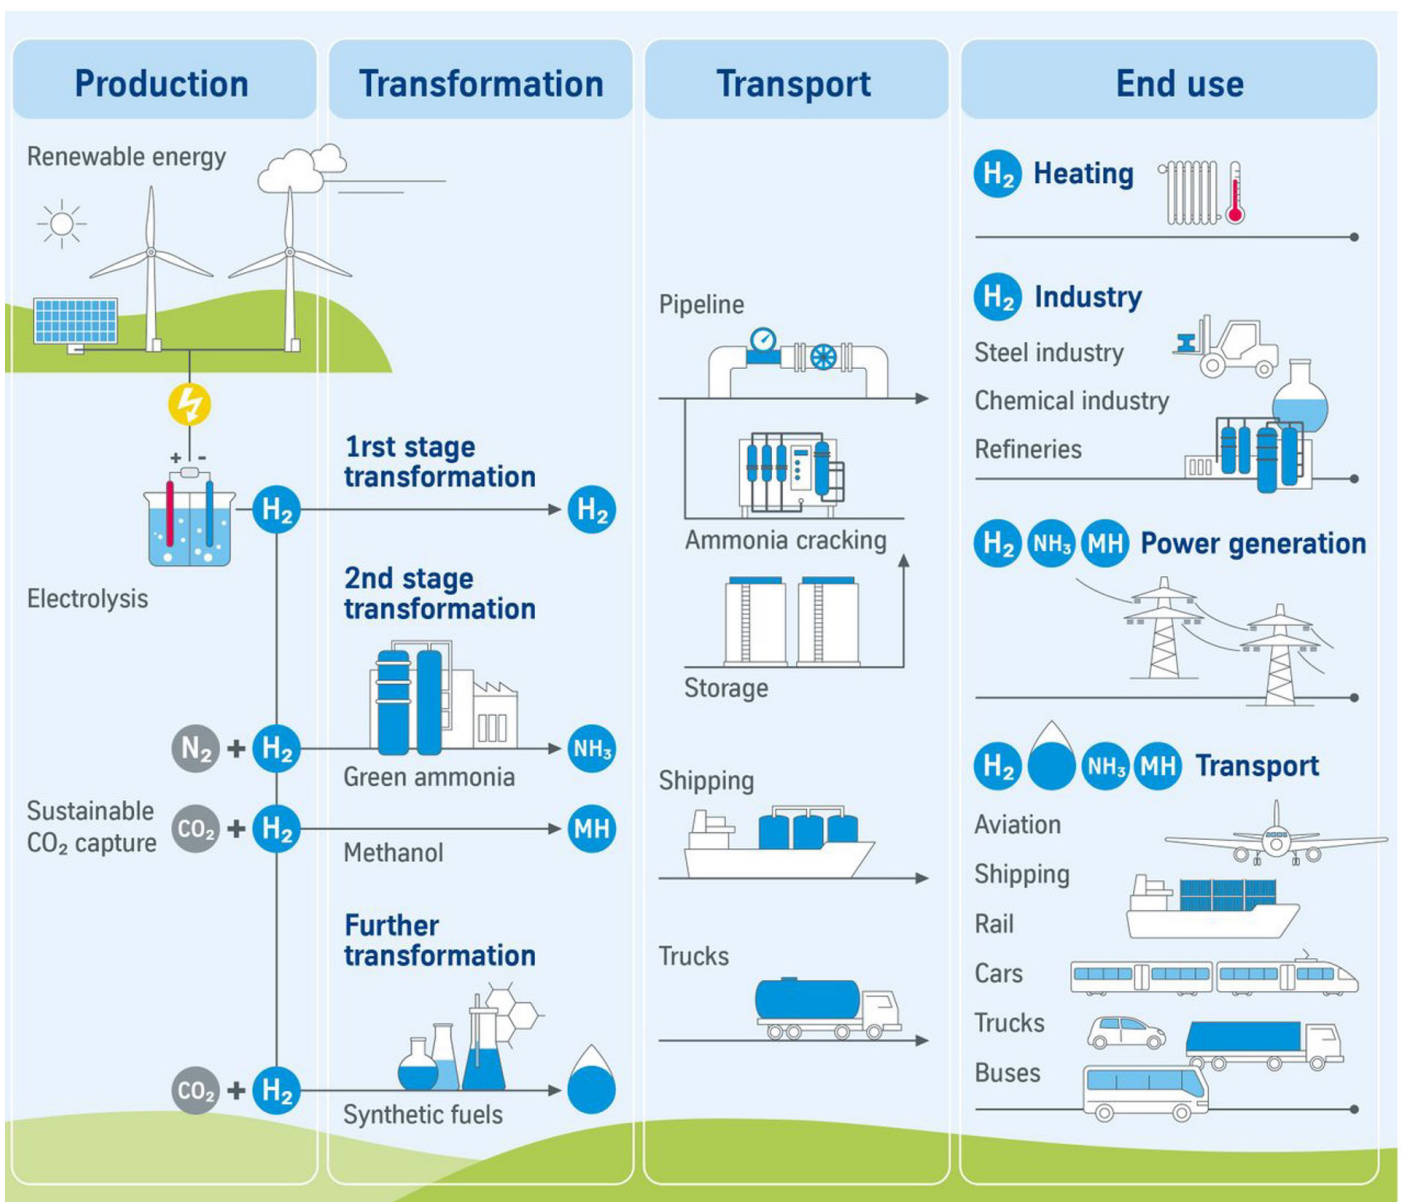 Production
Renewable energy
+ -
H₂
Electrolysis
N₂ + H₂
Sustainable
CO₂ capture
CO₂ + H₂
CO₂ + H₂
Transformation
1rst stage
transformation
H₂
2nd stage
transformation
NH₃
Green ammonia
MH
Methanol
Further
transformation
Synthetic fuels
Transport
Pipeline
Ammonia cracking
Storage
Shipping
Trucks
End use
H₂ Heating
H₂ Industry
Steel industry
Chemical industry
Refineries
H₂ NH₃ MH Power generation
H₂ NH₃ MH Transport
Aviation
Shipping
Rail
Cars
Trucks
Buses